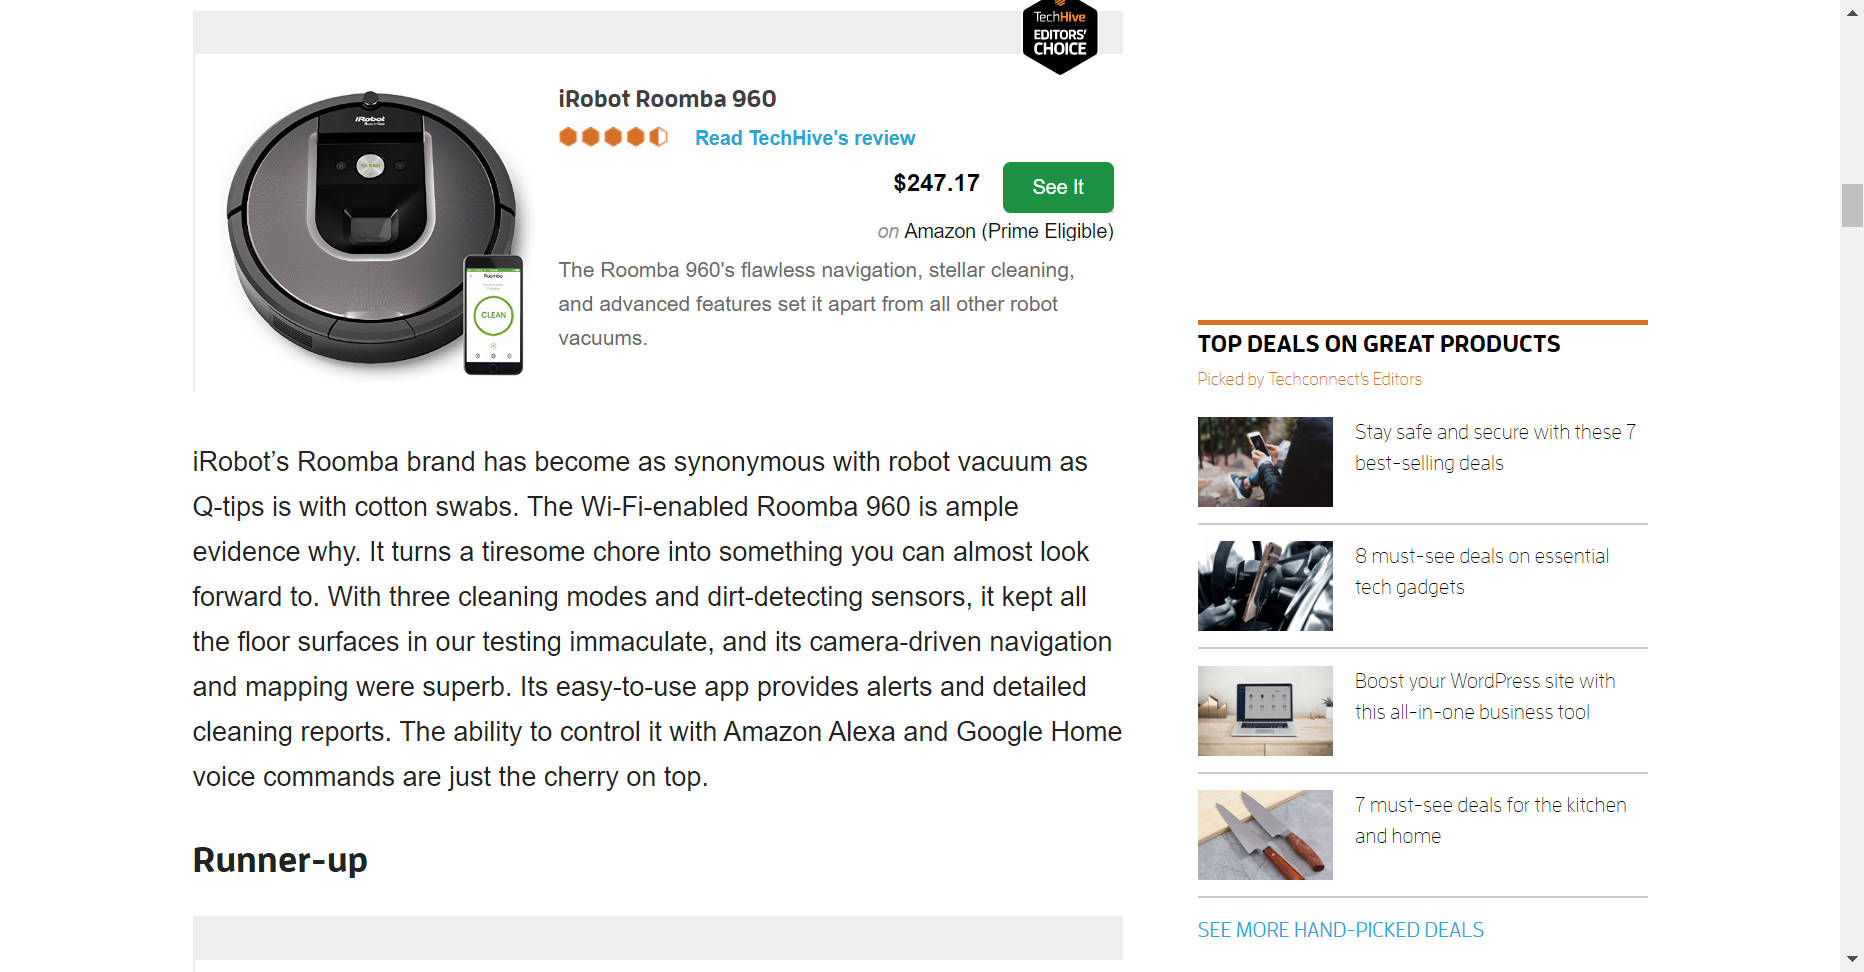 TechHive
EDITORS'
CHOICE
iRobot Roomba 960
Read TechHive's review
$247.17
See It
on Amazon (Prime Eligible)
The Roomba 960's flawless navigation, stellar cleaning,
and advanced features set it apart from all other robot
vacuums.
iRobot
CLEAN
Roomba
CLEAN
iRobot’s Roomba brand has become as synonymous with robot vacuum as
Q-tips is with cotton swabs. The Wi-Fi-enabled Roomba 960 is ample
evidence why. It turns a tiresome chore into something you can almost look
forward to. With three cleaning modes and dirt-detecting sensors, it kept all
the floor surfaces in our testing immaculate, and its camera-driven navigation
and mapping were superb. Its easy-to-use app provides alerts and detailed
cleaning reports. The ability to control it with Amazon Alexa and Google Home
voice commands are just the cherry on top.
Runner-up
TOP DEALS ON GREAT PRODUCTS
Picked by Techconnect's Editors
Stay safe and secure with these 7
best-selling deals
8 must-see deals on essential
tech gadgets
Boost your WordPress site with
this all-in-one business tool
7 must-see deals for the kitchen
and home
SEE MORE HAND-PICKED DEALS